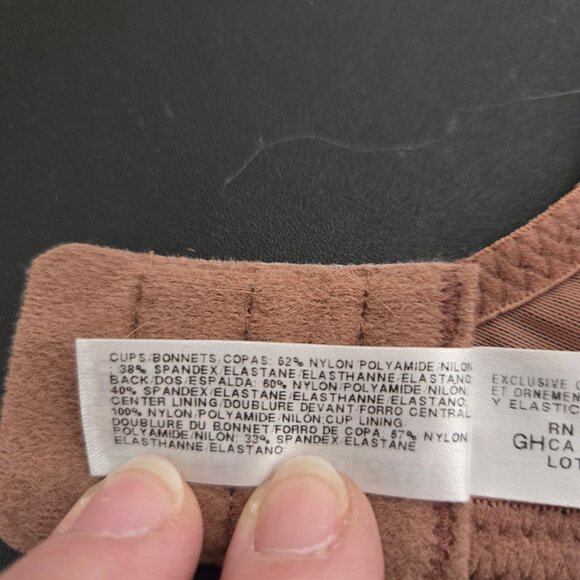 CUPS/BONNETS/COPAS: 62% NYLON/POLYAMIDE/NILON
38% SPANDEX/ELASTANE/ELASTHANNE/ELASTANO
BACK/DOS/ESPALDA: 60% NYLON/POLYAMIDE/NILON
40% SPANDEX/ELASTANE/ELASTHANNE/ELASTANO
CENTER LINING/DOUBLURE DEVANT/FORRO CENTRAL
100% NYLON/POLYAMIDE/NILON CUP LINING
DOUBLURE DU BONNET/FORRO DE COPA: 67% NYLON
POLYAMIDE/NILON: 33% SPANDEX/ELASTANE
ELASTHANNE/ELASTANO
EXCLUSIVE
ET ORNEME
Y ELASTIC
RN
GHCA
LOT